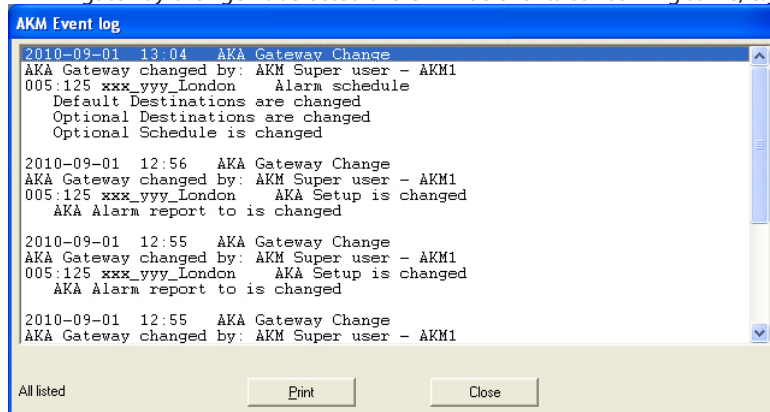 AKM Event log
2010-09-01 13:04 AKA Gateway Change
AKA Gateway changed by: AKM Super user - AKM1
005:125 xxx_yyy_London Alarm schedule
Default Destinations are changed
Optional Destinations are changed
Optional Schedule is changed
2010-09-01 12:56 AKA Gateway Change
AKA Gateway changed by: AKM Super user - AKM1
005:125 xxx_yyy_London AKA Setup is changed
AKA Alarm report to is changed
2010-09-01 12:55 AKA Gateway Change
AKA Gateway changed by: AKM Super user - AKM1
005:125 xxx_yyy_London AKA Setup is changed
AKA Alarm report to is changed
2010-09-01 12:55 AKA Gateway Change
AKA Gateway changed by: AKM Super user - AKM1
All listed Print Close